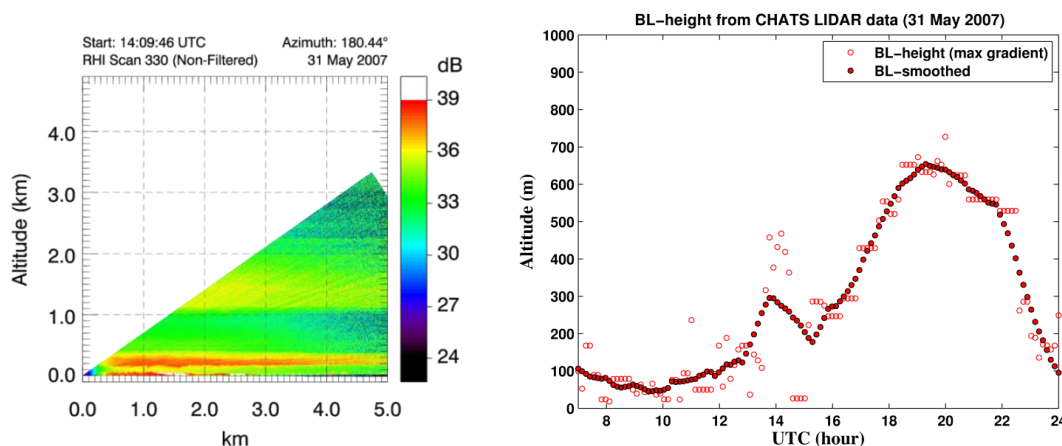 Start: 14:09:46 UTC Azimuth: 180.44°
RHI Scan 330 (Non-Filtered) 31 May 2007
dB
39
36
33
30
27
24
Altitude (km)
4.0
3.0
2.0
1.0
0.0
0.0 1.0 2.0 3.0 4.0 5.0
km
BL-height from CHATS LIDAR data (31 May 2007)
BL-height (max gradient)
BL-smoothed
Altitude (m)
1000
900
800
700
600
500
400
300
200
100
0
8 10 12 14 16 18 20 22 24
UTC (hour)